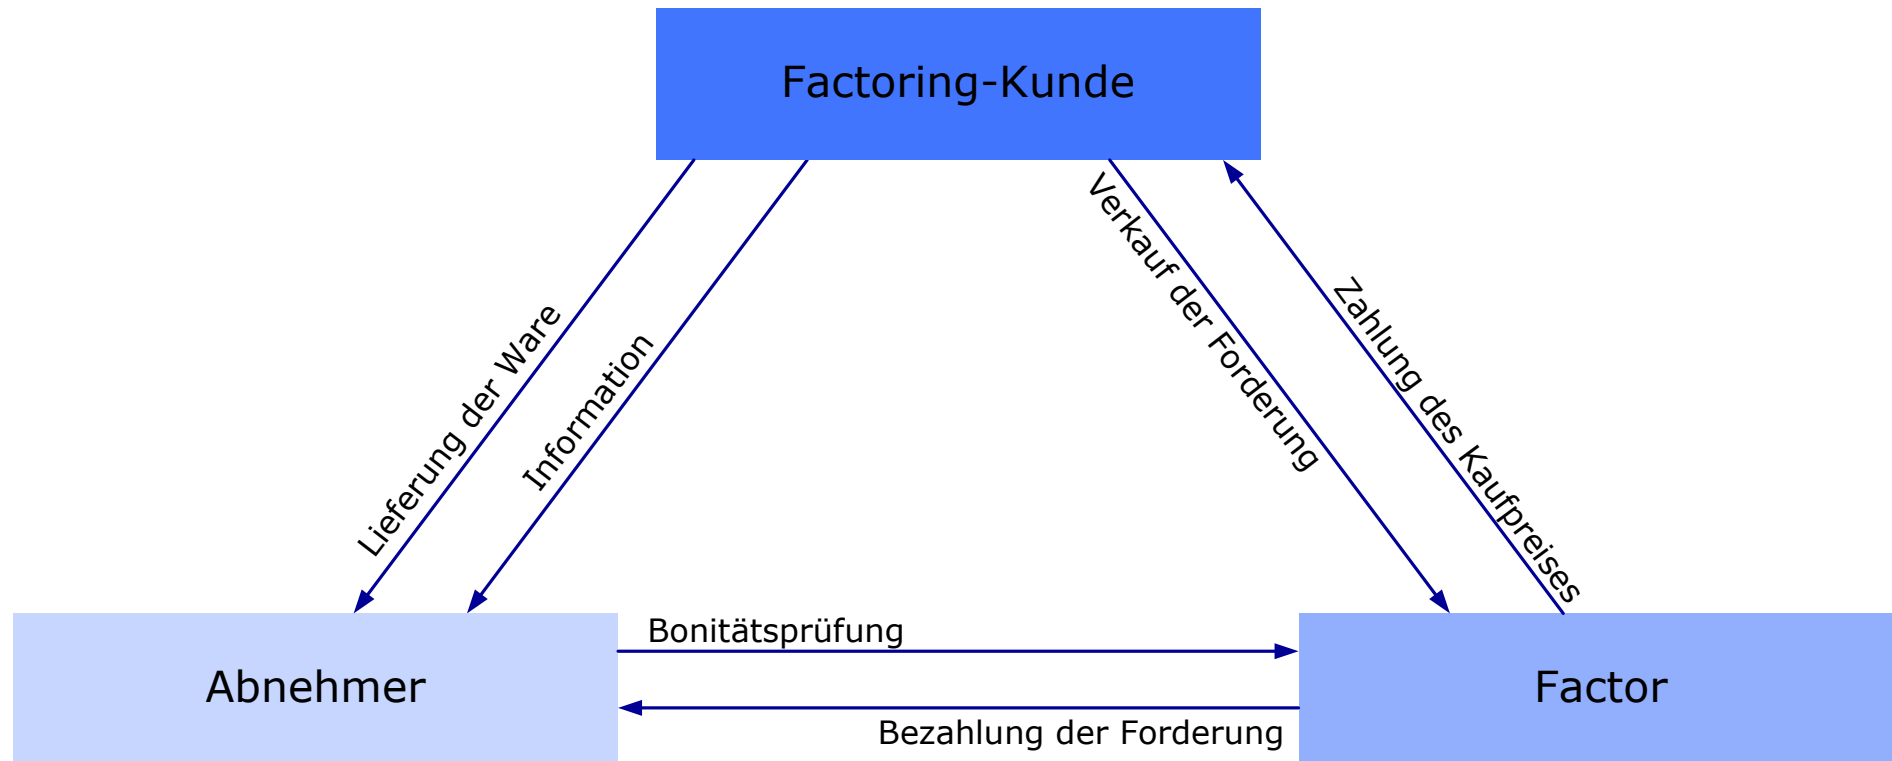 Factoring-Kunde
Lieferung der Ware
Information
Verkauf der Forderung
Zahlung des Kaufpreises
Bonitätsprüfung
Abnehmer
Factor
Bezahlung der Forderung